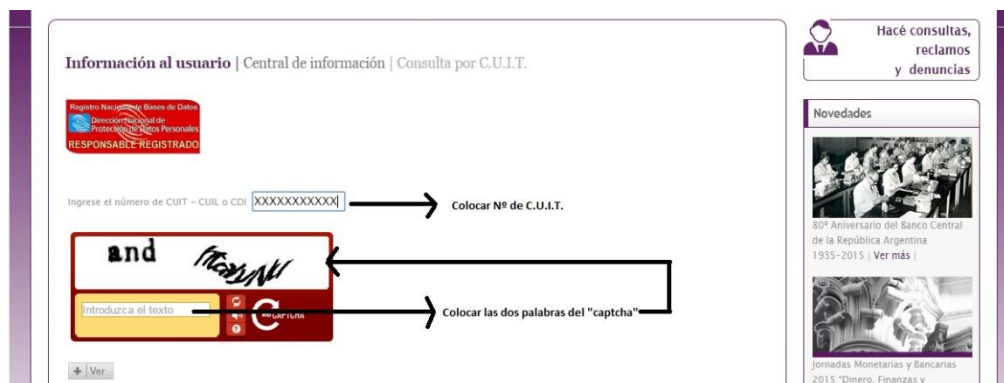 Información al usuario | Central de información | Consulta por C.U.I.T.
Registro Nacional de Bases de Datos
Dirección Nacional de
Protección de Datos Personales
RESPONSABLE REGISTRADO
Ingrese el número de CUIT - CUIL o CDI XXXXXXXXXXX
Colocar Nº de C.U.I.T.
and
Introduzca el texto
CAPTCHA
Colocar las dos palabras del "captcha"
+ | Ver
Hacé consultas,
reclamos
y denuncias
Novedades
80º Aniversario del Banco Central
de la República Argentina
1935-2015 | Ver más |
Jornadas Monetarias y Bancarias
2015 "Dinero, Finanzas y